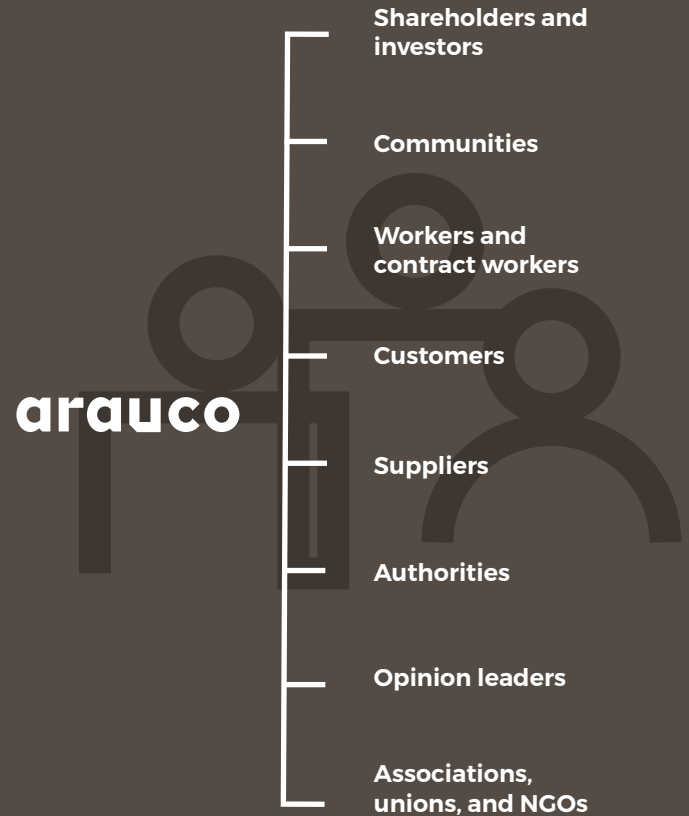 Shareholders and
investors
Communities
Workers and
contract workers
Customers
arauco
Suppliers
Authorities
Opinion leaders
Associations,
unions, and NGOs